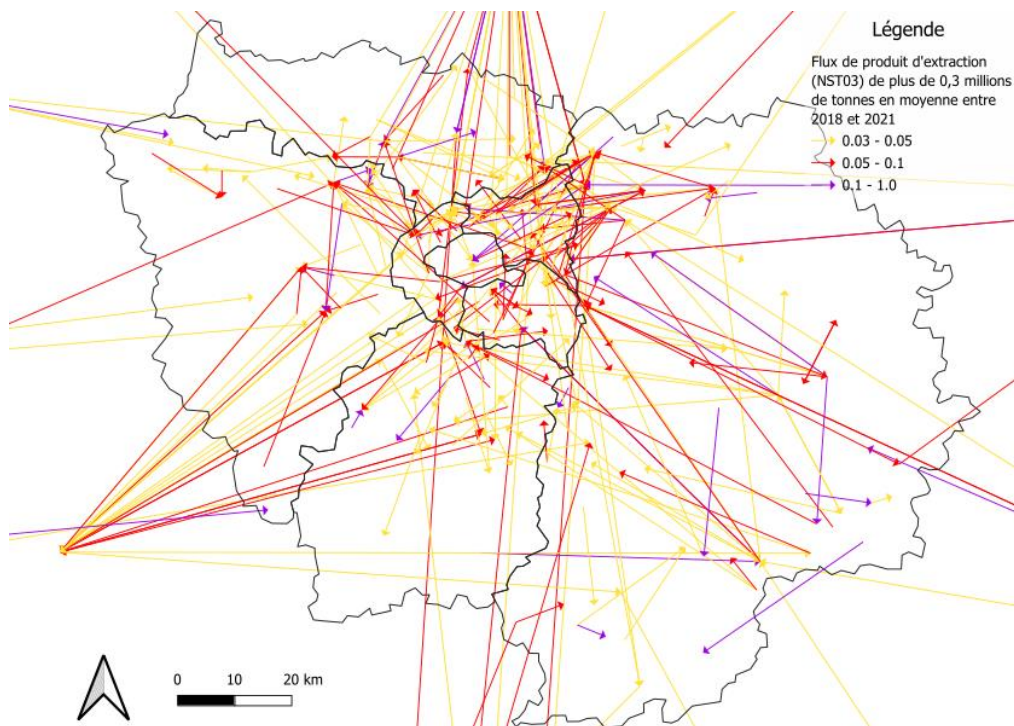 Légende
Flux de produit d'extraction
(NST03) de plus de 0,3 millions
de tonnes en moyenne entre
2018 et 2021
0.03 - 0.05
0.05 - 0.1
0.1 - 1.0
0 10 20 km